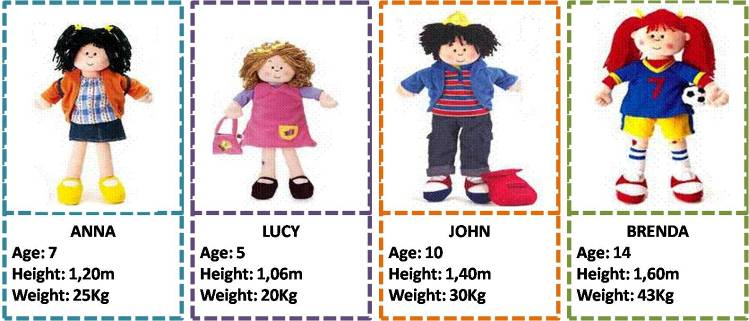 7
ANNA
Age: 7
Height: 1,20m
Weight: 25Kg
LUCY
Age: 5
Height: 1,06m
Weight: 20Kg
JOHN
Age: 10
Height: 1,40m
Weight: 30Kg
BRENDA
Age: 14
Height: 1,60m
Weight: 43Kg